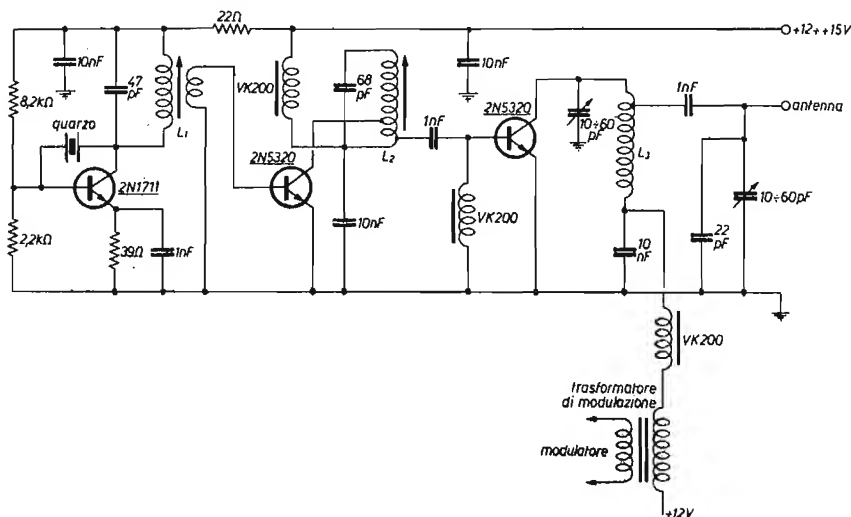 22Ω
+12÷+15V
10nF
47
pF
L₁
VK200
68
pF
10nF
1nF
8,2kΩ
2N5320
10÷60
pF
antenna
quarzo
1nF
L₂
L₃
2N5320
2N1711
10÷60pF
VK200
2,2kΩ
39Ω
1nF
10nF
10
nF
22
pF
VK200
trasformatore
di modulazione
modulatore
+12V